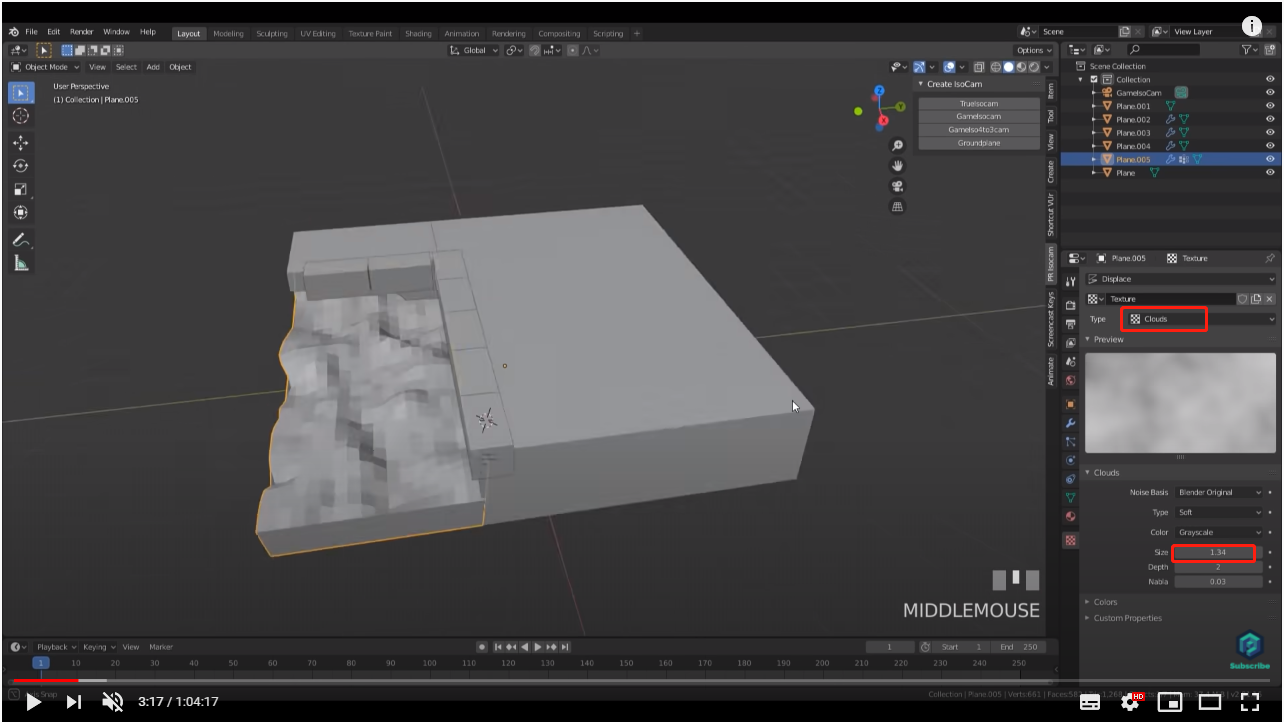 File Edit Render Window Help Layout Modeling Sculpting UV Editing Texture Paint Shading Animation Rendering Compositing Scripting + Scene View Layer
Global Options
Object Mode View Select Add Object
User Perspective
(1) Collection | Plane.005
Z
Y
X
Create IsoCam
TrueIsocam
GameIsocam
GameIso4to3cam
Groundplane
Item
Tool
View
Create
Shortcut VUr
PR Isocam
Screencast Keys
Animate
Scene Collection
Collection
GameIsoCam
Plane.001
Plane.002
Plane.003
Plane.004
Plane.005
Plane
Plane.005 Texture
Displace
Texture
Type Clouds
Preview
Clouds
Noise Basis Blender Original
Type Soft
Color Grayscale
Size 1.34
Depth 2
Nabla 0.03
Colors
Custom Properties
MIDDLEMOUSE
Subscribe
Playback Keying View Marker 1 Start 1 End 250
1 10 20 30 40 50 60 70 80 90 100 110 120 130 140 150 160 170 180 190 200 210 220 230 240 250
Axis Snap
Collection | Plane.005 | Verts:661
3:17 / 1:04:17
HD